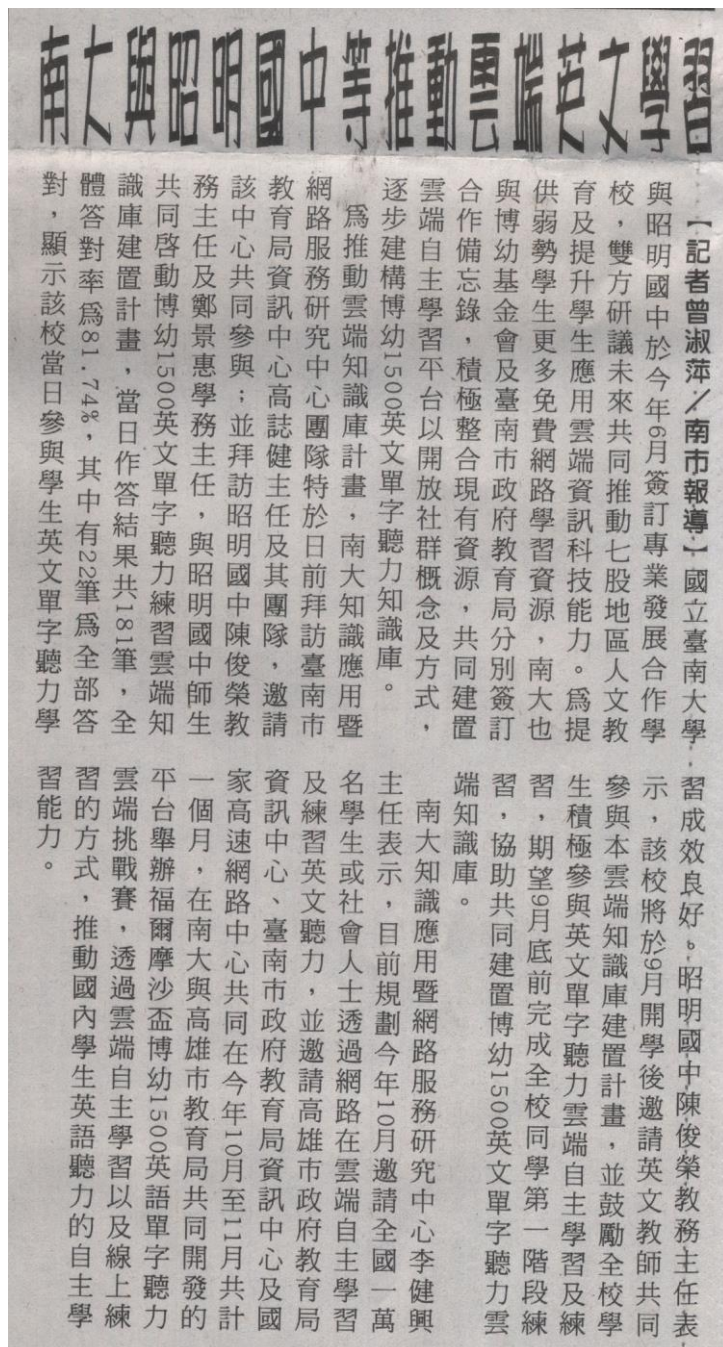 南大與昭明國中等推動雲端英文學習
【記者曾淑萍／南市報導】國立臺南大學
與昭明國中於今年6月簽訂專業發展合作學
校，雙方研議未來共同推動七股地區人文教
育及提升學生應用雲端資訊科技能力。爲提
供弱勢學生更多免費網路學習資源，南大也
與博幼基金會及臺南市政府教育局分別簽訂
合作備忘錄，積極整合現有資源，共同建置
雲端自主學習平台以開放社群概念及方式，
逐步建構博幼1500英文單字聽力知識庫。
爲推動雲端知識庫計畫，南大知識應用暨
網路服務研究中心團隊特於日前拜訪臺南市
教育局資訊中心高誌健主任及其團隊，邀請
該中心共同參與；並拜訪昭明國中陳俊榮教
務主任及鄭景惠學務主任，與昭明國中師生
共同啓動博幼1500英文單字聽力練習雲端知
識庫建置計畫，當日作答結果共181筆，全
體答對率爲81.74%，其中有22筆爲全部答
對，顯示該校當日參與學生英文單字聽力學
習成效良好。昭明國中陳俊榮教務主任表
示，該校將於9月開學後邀請英文教師共同
參與本雲端知識庫建置計畫，並鼓勵全校學
生積極參與英文單字聽力雲端自主學習及練
習，期望9月底前完成全校同學第一階段練
習，協助共同建置博幼1500英文單字聽力雲
端知識庫。
南大知識應用暨網路服務研究中心李健興
主任表示，目前規劃今年10月邀請全國一萬
名學生或社會人士透過網路在雲端自主學習
及練習英文聽力，並邀請高雄市政府教育局
資訊中心、臺南市政府教育局資訊中心及國
家高速網路中心共同在今年10月至11月共計
一個月，在南大與高雄市教育局共同開發的
平台舉辦福爾摩沙盃博幼1500英語單字聽力
雲端挑戰賽，透過雲端自主學習以及線上練
習的方式，推動國內學生英語聽力的自主學
習能力。